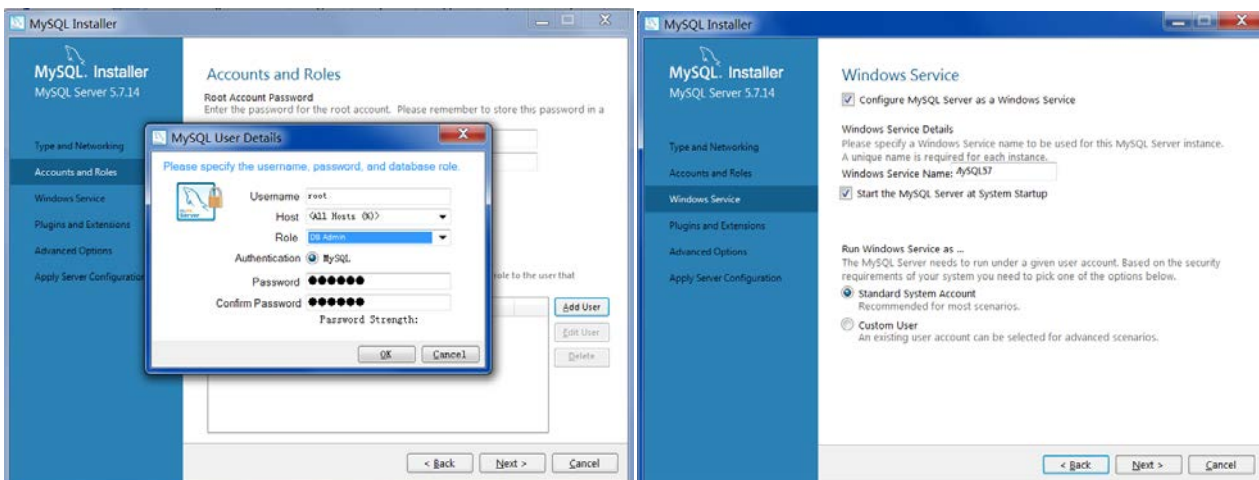 MySQL Installer
MySQL. Installer
MySQL Server 5.7.14
Type and Networking
Accounts and Roles
Windows Service
Plugins and Extensions
Advanced Options
Apply Server Configuration
Accounts and Roles
Root Account Password
Enter the password for the root account. Please remember to store this password in a
MySQL User Details
Please specify the username, password, and database role.
Username root
Host <All Hosts (%)>
Role DB Admin
Authentication MySQL
Password ●●●●●●
Confirm Password ●●●●●●
Password Strength:
OK Cancel
role to the user that
Add User
Edit User
Delete
< Back Next > Cancel
MySQL Installer
MySQL. Installer
MySQL Server 5.7.14
Type and Networking
Accounts and Roles
Windows Service
Plugins and Extensions
Advanced Options
Apply Server Configuration
Windows Service
Configure MySQL Server as a Windows Service
Windows Service Details
Please specify a Windows Service name to be used for this MySQL Server instance.
A unique name is required for each instance.
Windows Service Name: MySQL57
Start the MySQL Server at System Startup
Run Windows Service as ...
The MySQL Server needs to run under a given user account. Based on the security
requirements of your system you need to pick one of the options below.
Standard System Account
Recommended for most scenarios.
Custom User
An existing user account can be selected for advanced scenarios.
< Back Next > Cancel